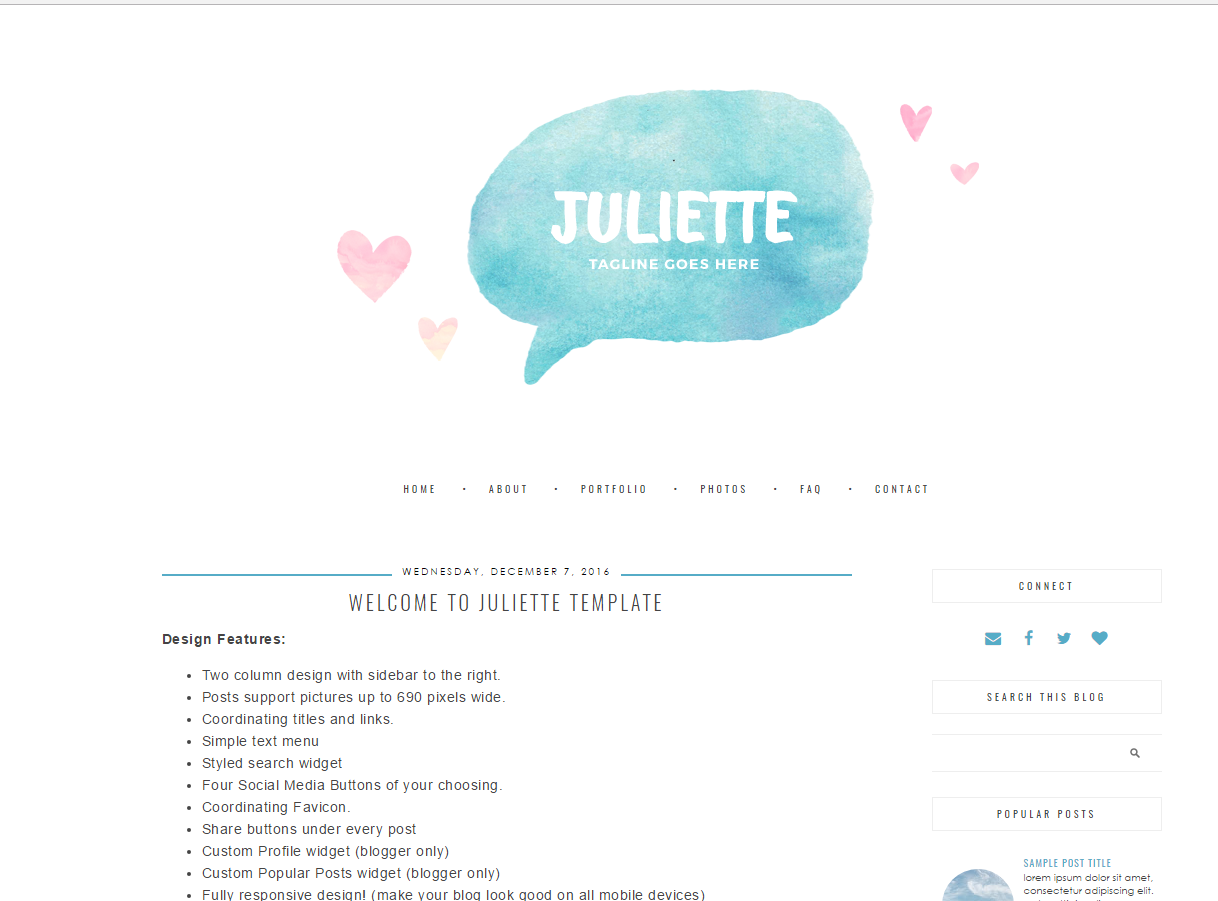 JULIETTE
TAGLINE GOES HERE
HOME • ABOUT • PORTFOLIO • PHOTOS • FAQ • CONTACT
WEDNESDAY, DECEMBER 7, 2016
WELCOME TO JULIETTE TEMPLATE
Design Features:
• Two column design with sidebar to the right.
• Posts support pictures up to 690 pixels wide.
• Coordinating titles and links.
• Simple text menu
• Styled search widget
• Four Social Media Buttons of your choosing.
• Coordinating Favicon.
• Share buttons under every post
• Custom Profile widget (blogger only)
• Custom Popular Posts widget (blogger only)
• Fully responsive design! (make your blog look good on all mobile devices)
CONNECT
SEARCH THIS BLOG
POPULAR POSTS
SAMPLE POST TITLE
lorem ipsum dolor sit amet,
consectetur adipiscing elit.